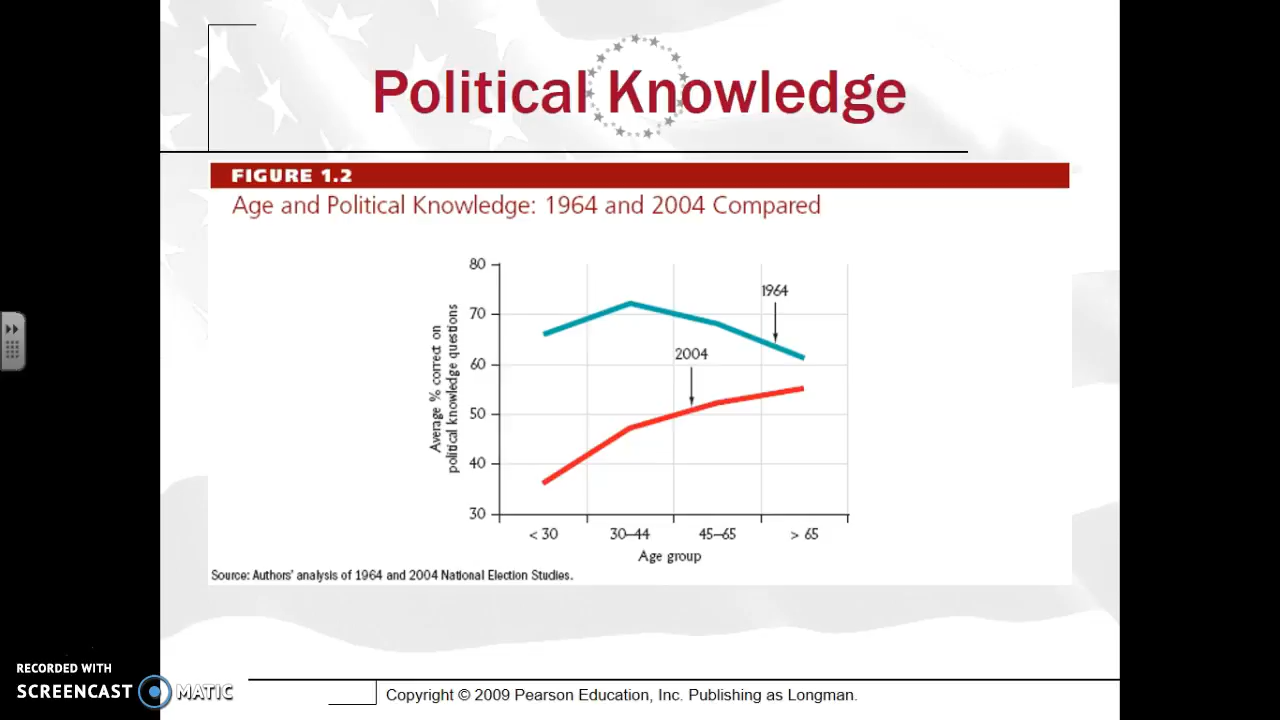 Political Knowledge
FIGURE 1.2
Age and Political Knowledge: 1964 and 2004 Compared
80
70
60
50
40
30
Average % correct on
political knowledge questions
1964
2004
< 30
30–44
45–65
> 65
Age group
Source: Authors' analysis of 1964 and 2004 National Election Studies.
RECORDED WITH
SCREENCAST MATIC
Copyright © 2009 Pearson Education, Inc. Publishing as Longman.